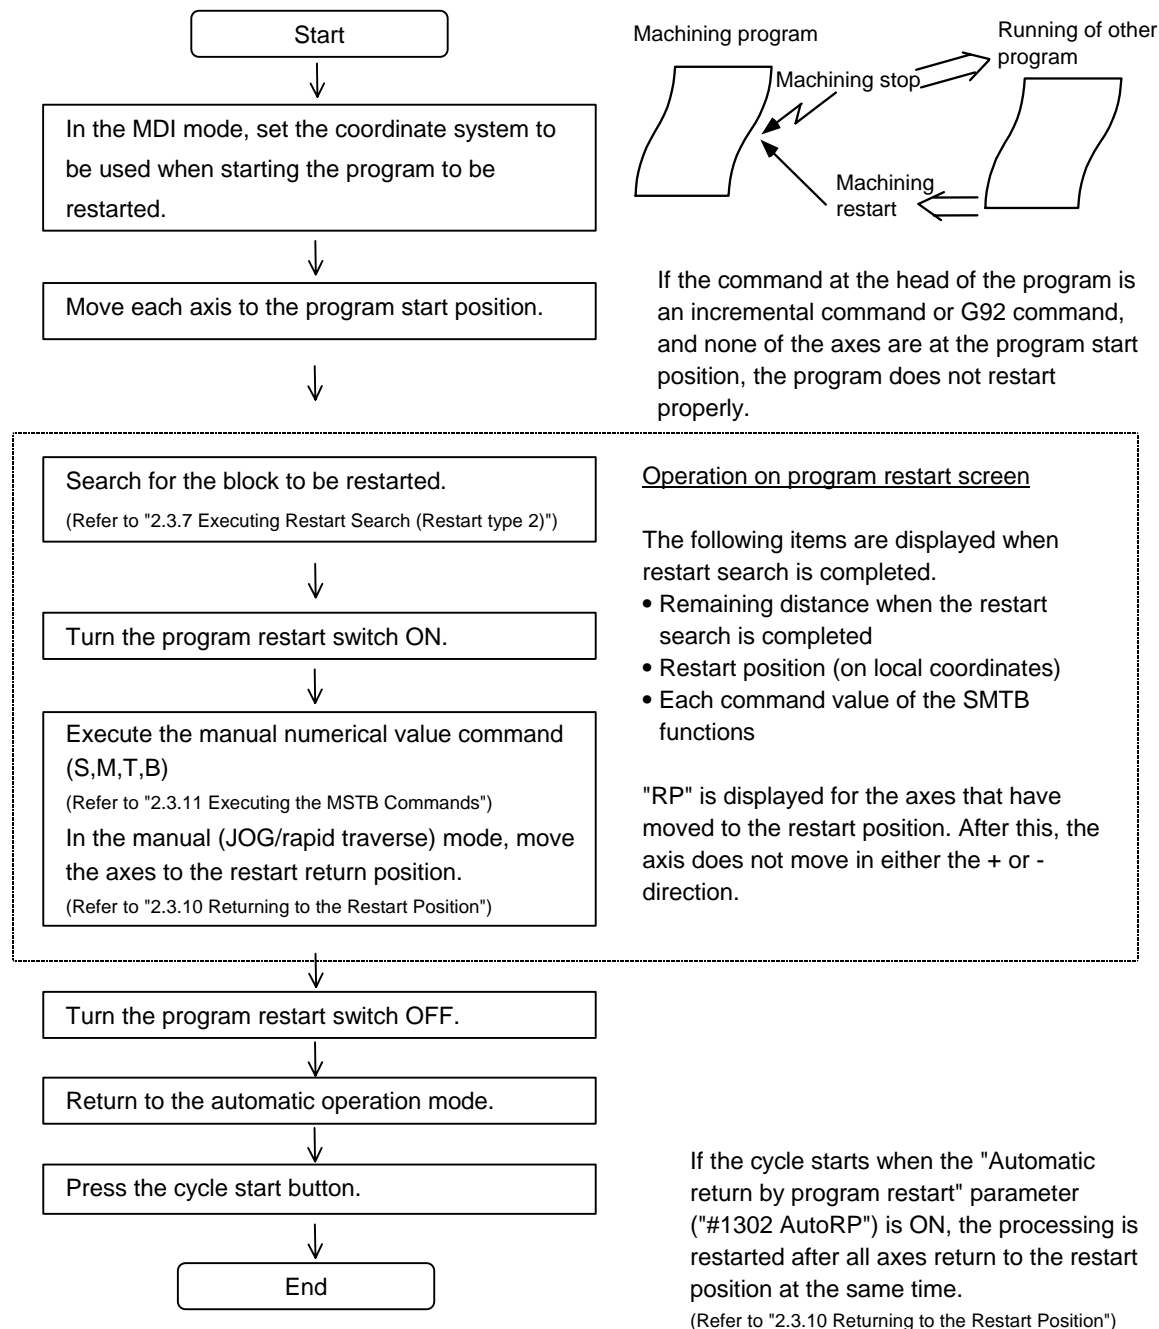 Start
Machining program
Running of other
program
Machining stop
Machining
restart
In the MDI mode, set the coordinate system to
be used when starting the program to be
restarted.
Move each axis to the program start position.
If the command at the head of the program is
an incremental command or G92 command,
and none of the axes are at the program start
position, the program does not restart
properly.
Search for the block to be restarted.
(Refer to "2.3.7 Executing Restart Search (Restart type 2)")
Turn the program restart switch ON.
Execute the manual numerical value command
(S,M,T,B)
(Refer to "2.3.11 Executing the MSTB Commands")
In the manual (JOG/rapid traverse) mode, move
the axes to the restart return position.
(Refer to "2.3.10 Returning to the Restart Position")
Operation on program restart screen
The following items are displayed when
restart search is completed.
• Remaining distance when the restart
search is completed
• Restart position (on local coordinates)
• Each command value of the SMTB
functions
"RP" is displayed for the axes that have
moved to the restart position. After this, the
axis does not move in either the + or -
direction.
Turn the program restart switch OFF.
Return to the automatic operation mode.
Press the cycle start button.
End
If the cycle starts when the "Automatic
return by program restart" parameter
("#1302 AutoRP") is ON, the processing is
restarted after all axes return to the restart
position at the same time.
(Refer to "2.3.10 Returning to the Restart Position")